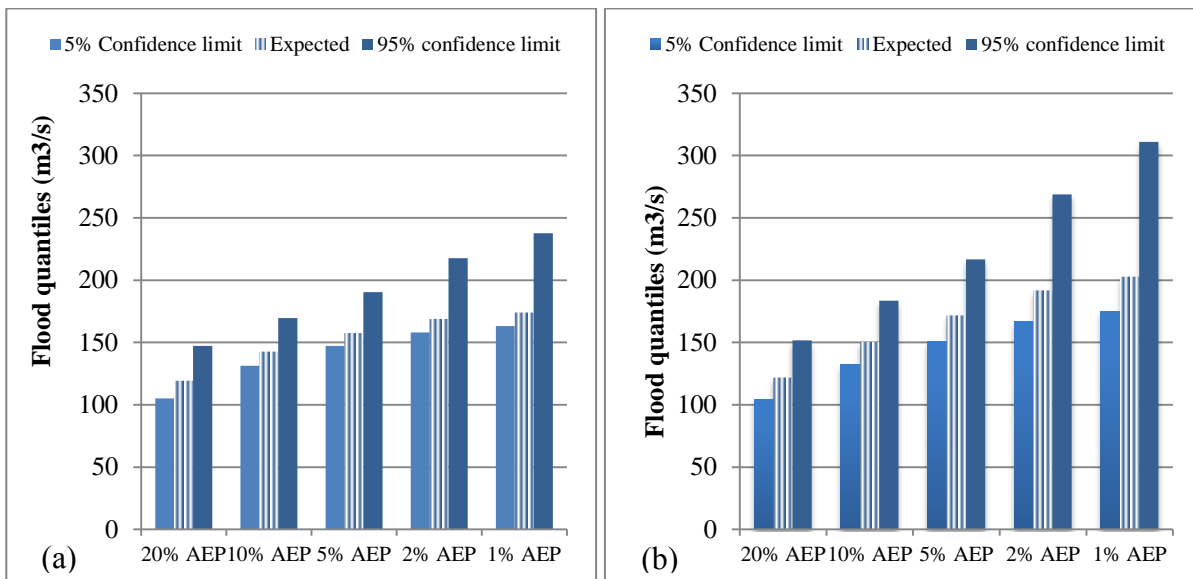 5% Confidence limit Expected 95% confidence limit
Flood quantiles (m3/s)
350
300
250
200
150
100
50
0
20% AEP 10% AEP 5% AEP 2% AEP 1% AEP
(a)
5% Confidence limit Expected 95% confidence limit
Flood quantiles (m3/s)
350
300
250
200
150
100
50
0
20% AEP 10% AEP 5% AEP 2% AEP 1% AEP
(b)